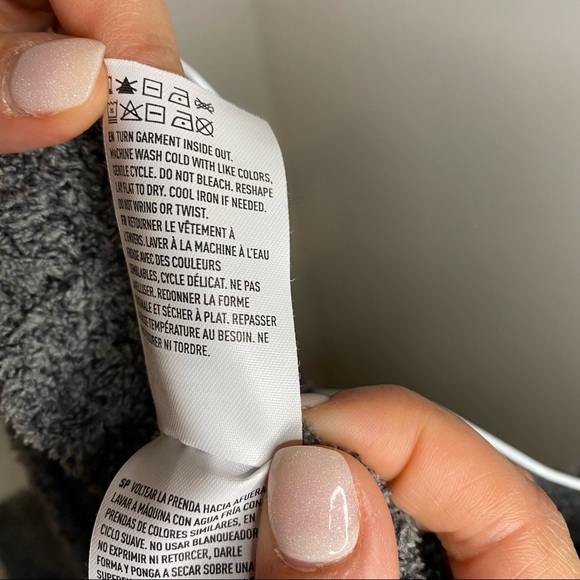 EN TURN GARMENT INSIDE OUT.
MACHINE WASH COLD WITH LIKE COLORS,
GENTLE CYCLE. DO NOT BLEACH. RESHAPE
LAY FLAT TO DRY. COOL IRON IF NEEDED.
DO NOT WRING OR TWIST.
FR RETOURNER LE VÊTEMENT À
L'ENVERS. LAVER À LA MACHINE À L'EAU
AVEC DES COULEURS
CYCLE DÉLICAT. NE PAS
REDONNER LA FORME
ET SÉCHER À PLAT. REPASSER
TEMPÉRATURE AU BESOIN. NE
NI TORDRE.
SP VOLTEAR LA PRENDA HACIA AFUERA
LAVAR A MÁQUINA CON AGUA FRÍA CON
PRENDAS DE COLORES SIMILARES, EN
CICLO SUAVE. NO USAR BLANQUEADOR
NO EXPRIMIR NI RETORCER, DARLE
FORMA Y PONGA A SECAR SOBRE UNA